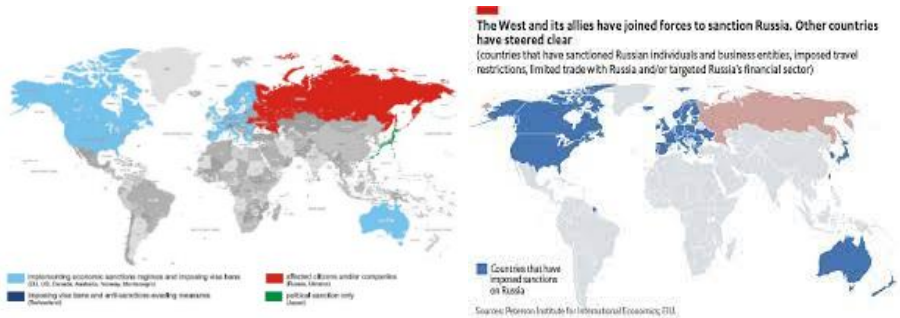 The West and its allies have joined forces to sanction Russia. Other countries
have steered clear
(countries that have sanctioned Russian individuals and business entities, imposed travel
restrictions, limited trade with Russia and/or targeted Russia's financial sector)
implementing economic sanctions regimes and imposing visa bans
(EU, US, Canada, Australia, Norway, Montenegro)
imposing visa bans and anti-sanctions-evading measures
(Switzerland)
affected citizens and/or companies
(Russia, Ukraine)
political sanction only
(Japan)
Countries that have
imposed sanctions
on Russia
Sources: Peterson Institute for International Economics; EIU.